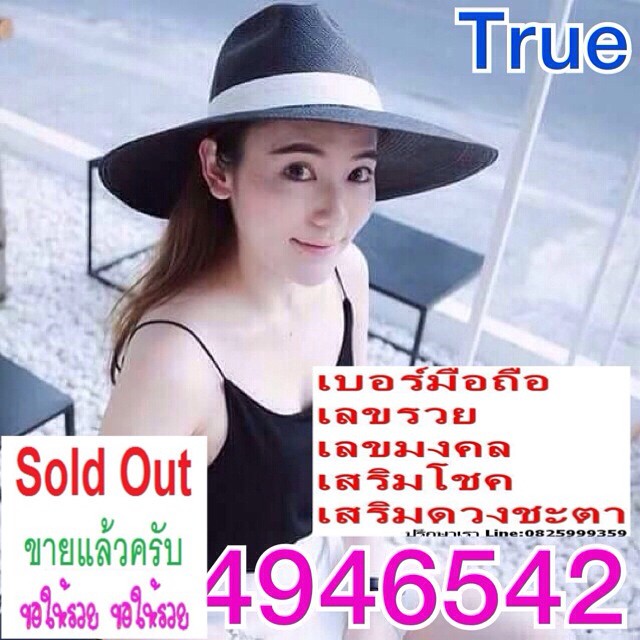 True
เบอร์มือถือ
เลขรวย
เลขมงคล
เสริมโชค
เสริมดวงชะตา
ปรึกษาเรา Line:0825999359
Sold Out
ขายแล้วครับ
ขอให้รวย ขอให้รวย
4946542